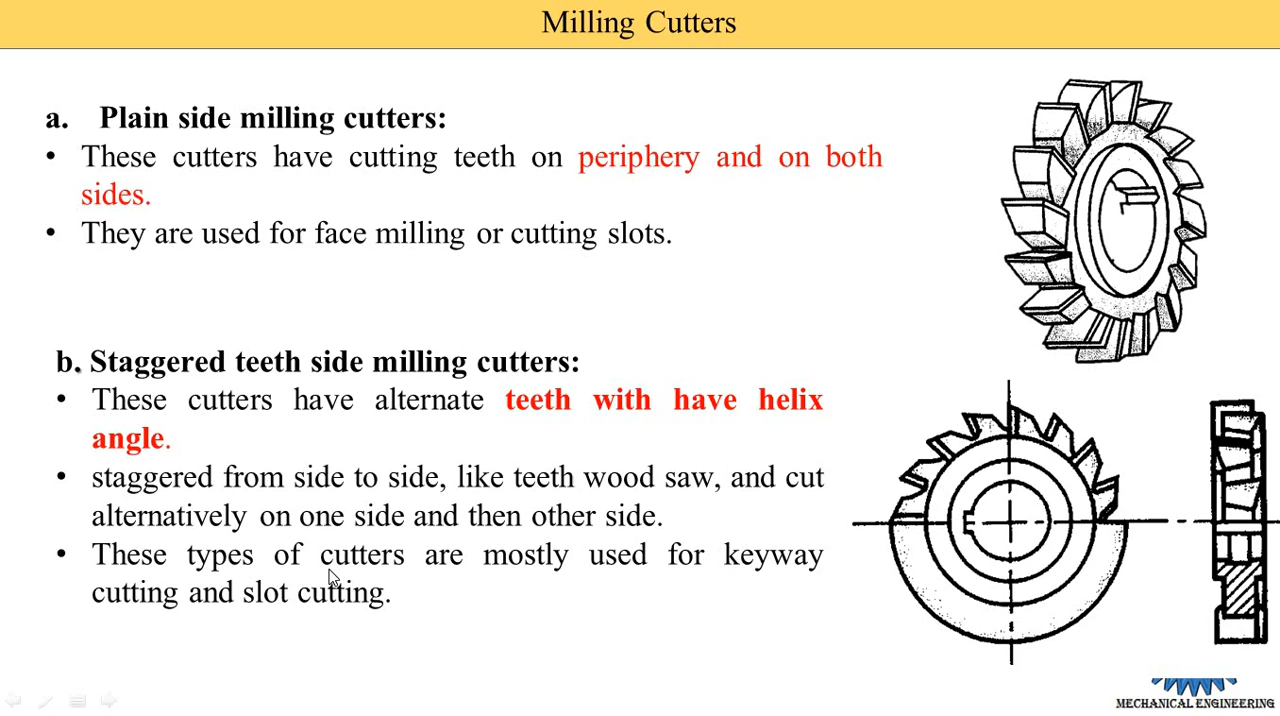 Milling Cutters
a. Plain side milling cutters:
• These cutters have cutting teeth on periphery and on both
sides.
• They are used for face milling or cutting slots.
b. Staggered teeth side milling cutters:
• These cutters have alternate teeth with have helix
angle.
• staggered from side to side, like teeth wood saw, and cut
alternatively on one side and then other side.
• These types of cutters are mostly used for keyway
cutting and slot cutting.
MECHANICAL ENGINEERING